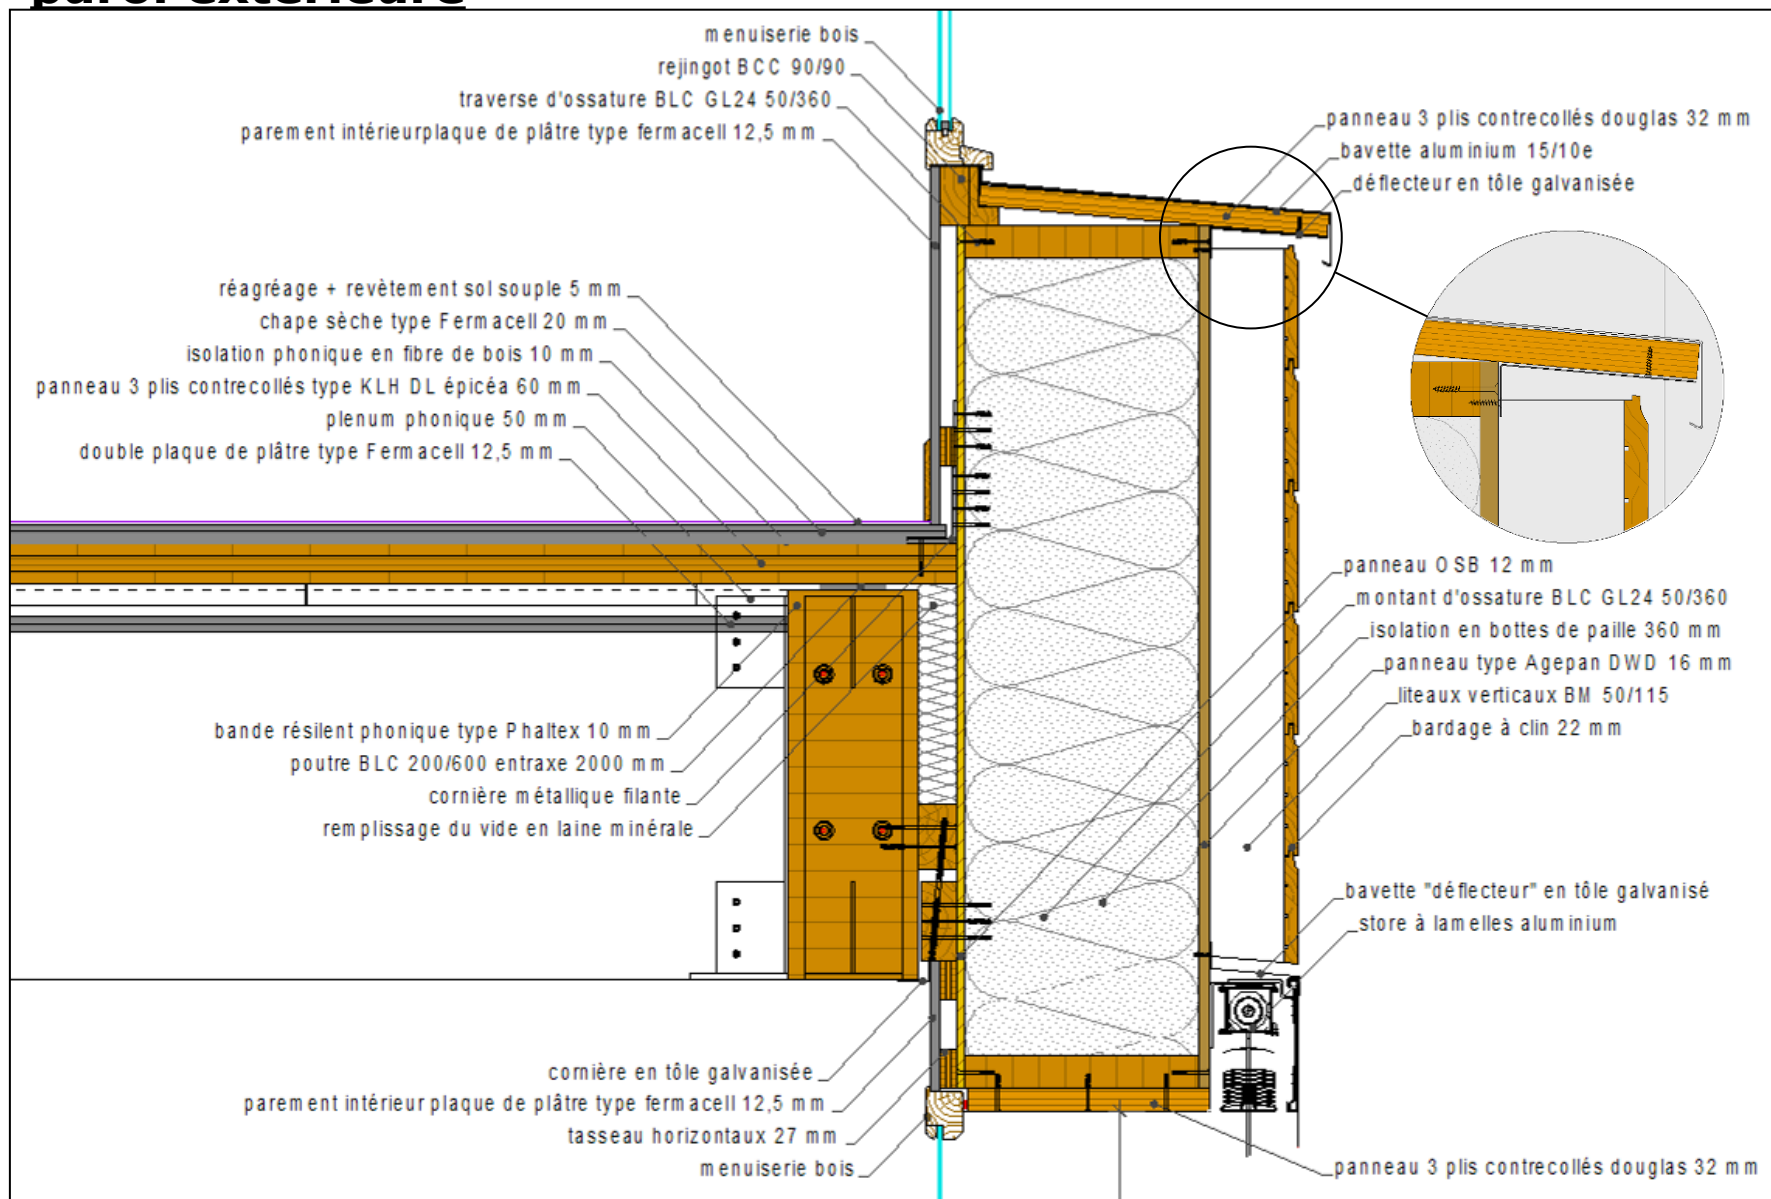 paroi extérieure
menuiserie bois
rejingot BCC 90/90
traverse d'ossature BLC GL24 50/360
parement intérieurplaque de plâtre type fermacell 12,5 mm
panneau 3 plis contrecollés douglas 32 mm
bavette aluminium 15/10e
déflecteur en tôle galvanisée
réagréage + revêtement sol souple 5 mm
chape sèche type Fermacell 20 mm
isolation phonique en fibre de bois 10 mm
panneau 3 plis contrecollés type KLH DL épicéa 60 mm
plenum phonique 50 mm
double plaque de plâtre type Fermacell 12,5 mm
panneau OSB 12 mm
montant d'ossature BLC GL24 50/360
isolation en bottes de paille 360 mm
panneau type Agepan DWD 16 mm
liteaux verticaux BM 50/115
bardage à clin 22 mm
bande résilent phonique type Phaltex 10 mm
poutre BLC 200/600 entraxe 2000 mm
cornière métallique filante
remplissage du vide en laine minérale
bavette "déflecteur" en tôle galvanisé
store à lamelles aluminium
cornière en tôle galvanisée
parement intérieur plaque de plâtre type fermacell 12,5 mm
tasseau horizontaux 27 mm
menuiserie bois
panneau 3 plis contrecollés douglas 32 mm